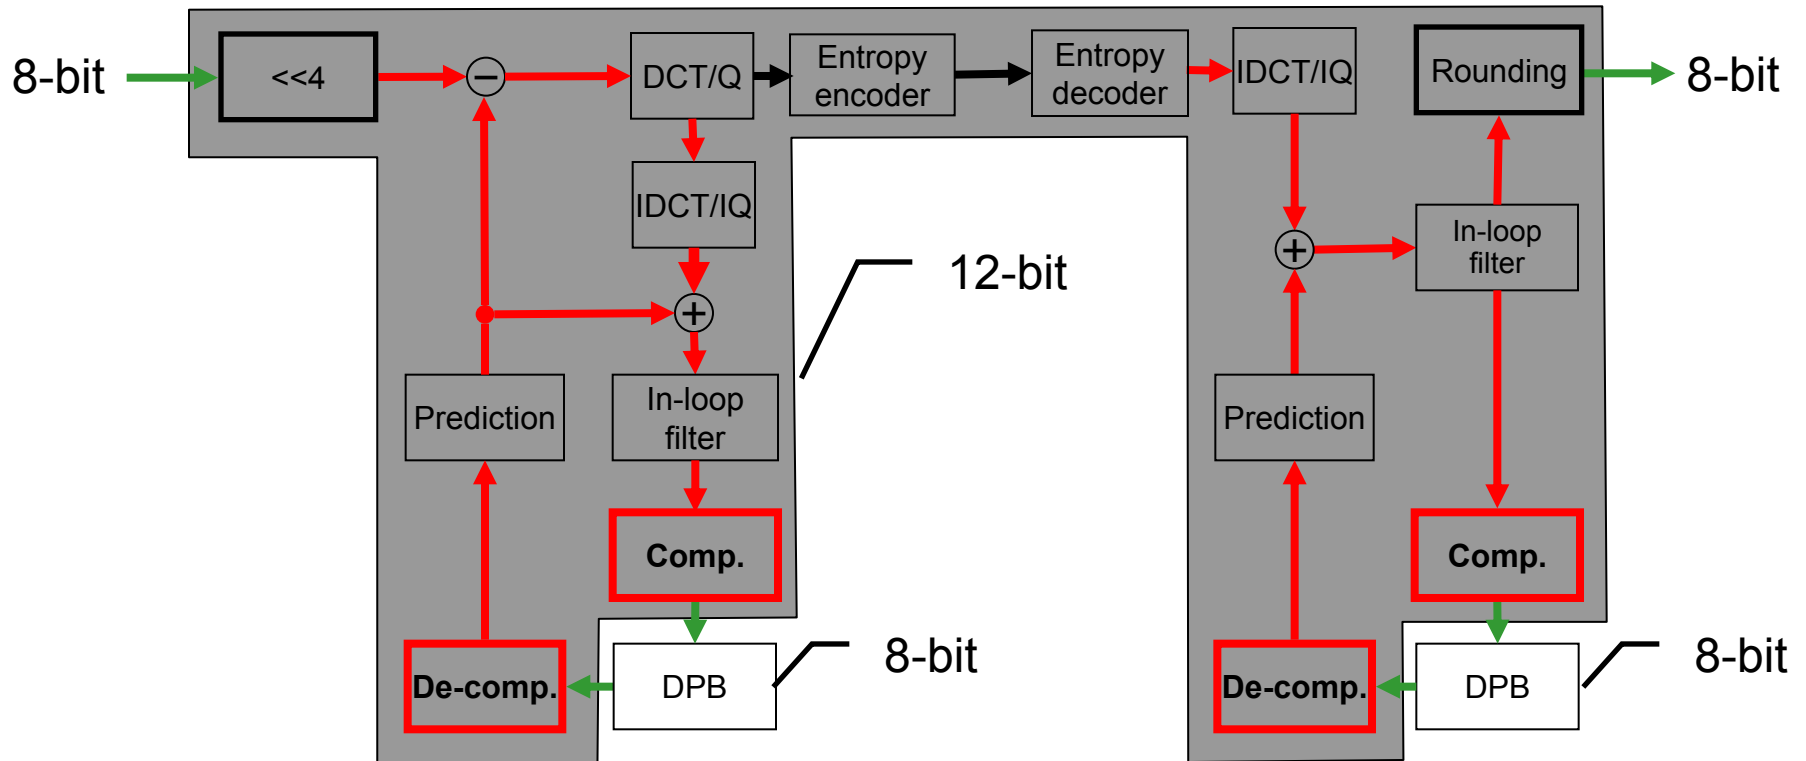 8-bit
<<4
−
DCT/Q
Entropy
encoder
Entropy
decoder
IDCT/IQ
Rounding
8-bit
IDCT/IQ
+
12-bit
+
In-loop
filter
Prediction
In-loop
filter
Prediction
Comp.
Comp.
De-comp.
DPB
8-bit
De-comp.
DPB
8-bit